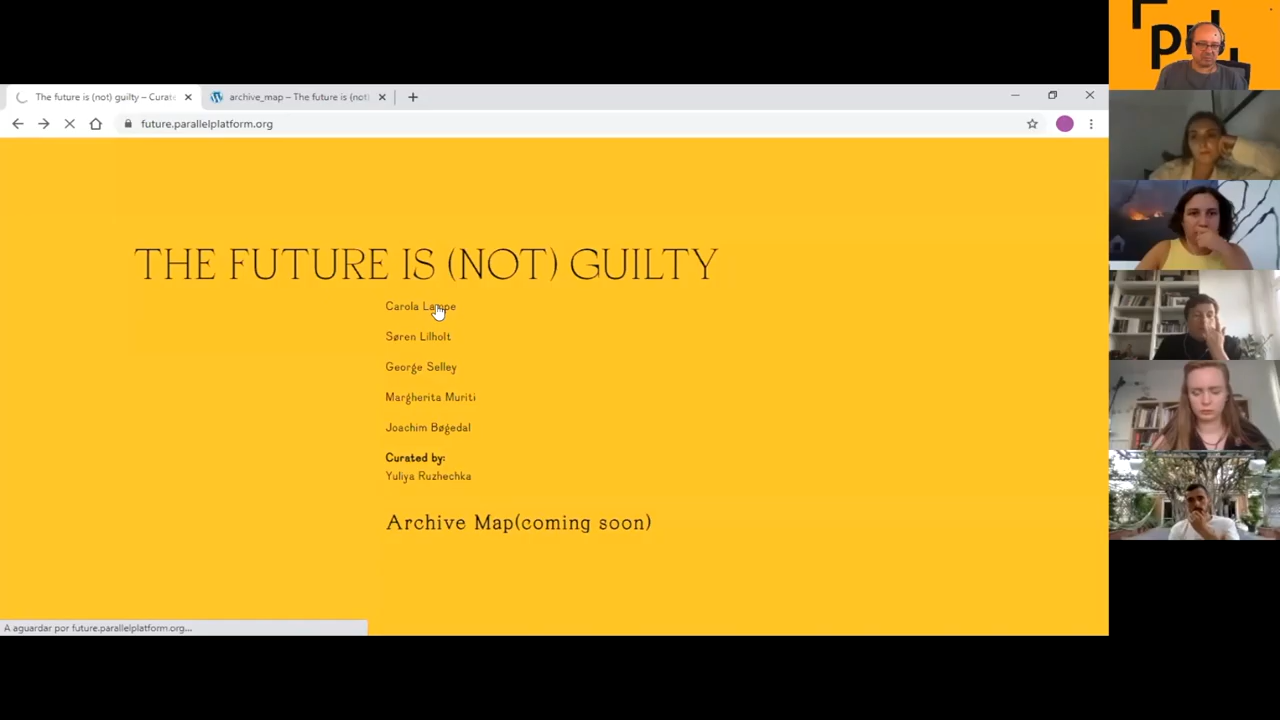 The future is (not) guilty – Curate
archive_map – The future is (not)
future.parallelplatform.org
THE FUTURE IS (NOT) GUILTY
Carola Lampe
Søren Lilholt
George Selley
Margherita Muriti
Joachim Bøgedal
Curated by:
Yuliya Ruzhechka
Archive Map(coming soon)
A aguardar por future.parallelplatform.org...